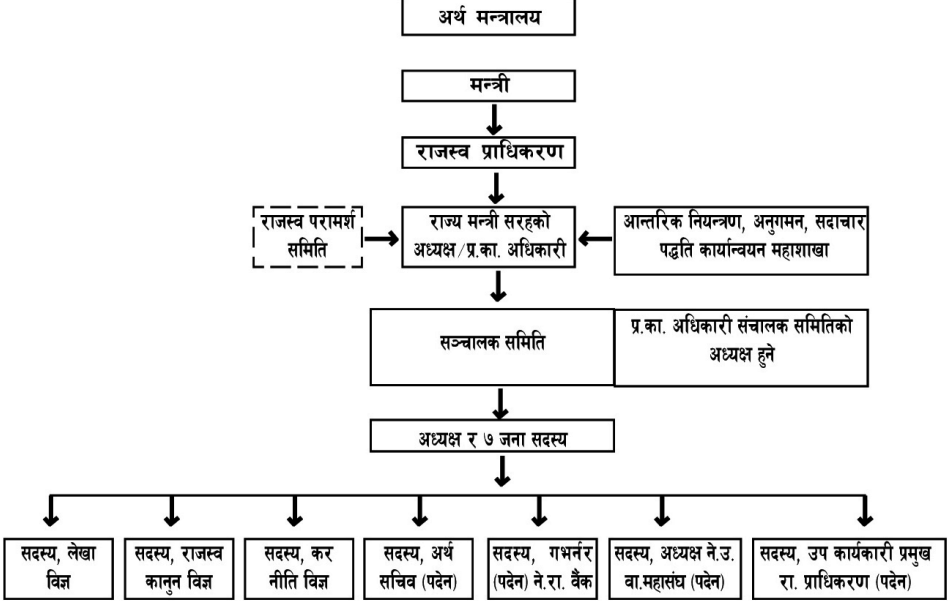 अर्थ मन्त्रालय
मन्त्री
राजस्व प्राधिकरण
राजस्व परामर्श
समिति
राज्य मन्त्री सरहको
अध्यक्ष/प्र.का. अधिकारी
आन्तरिक नियन्त्रण, अनुगमन, सदाचार
पद्धति कार्यान्वयन महाशाखा
सञ्चालक समिति
प्र.का. अधिकारी संचालक समितिको
अध्यक्ष हुने
अध्यक्ष र ७ जना सदस्य
सदस्य, लेखा
विज्ञ
सदस्य, राजस्व
कानुन विज्ञ
सदस्य, कर
नीति विज्ञ
सदस्य, अर्थ
सचिव (पदेन)
सदस्य, गभर्नर
(पदेन) ने.रा. बैंक
सदस्य, अध्यक्ष ने.उ.
वा.महासंघ (पदेन)
सदस्य, उप कार्यकारी प्रमुख
रा. प्राधिकरण (पदेन)